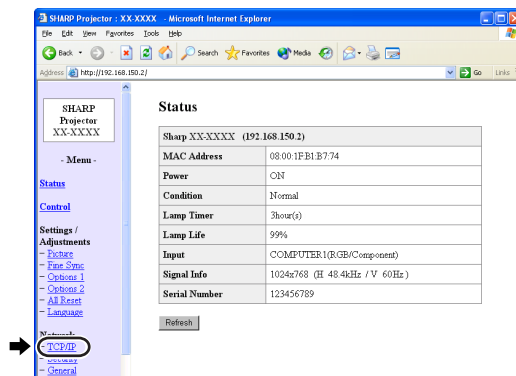 SHARP Projector : XX-XXXX - Microsoft Internet Explorer
File Edit View Favorites Tools Help
Back Search Favorites Media
Address http://192.168.150.2/ Go Links
SHARP
Projector
XX-XXXX
- Menu -
Status
Control
Settings /
Adjustments
- Picture
- Fine Sync
- Options 1
- Options 2
- All Reset
- Language
Network
- TCP/IP
- Security
- General
Status
Sharp XX-XXXX (192.168.150.2)
MAC Address 08:00:1F:B1:B7:74
Power ON
Condition Normal
Lamp Timer 3hour(s)
Lamp Life 99%
Input COMPUTER1(RGB/Component)
Signal Info 1024x768 (H 48.4kHz / V 60Hz)
Serial Number 123456789
Refresh